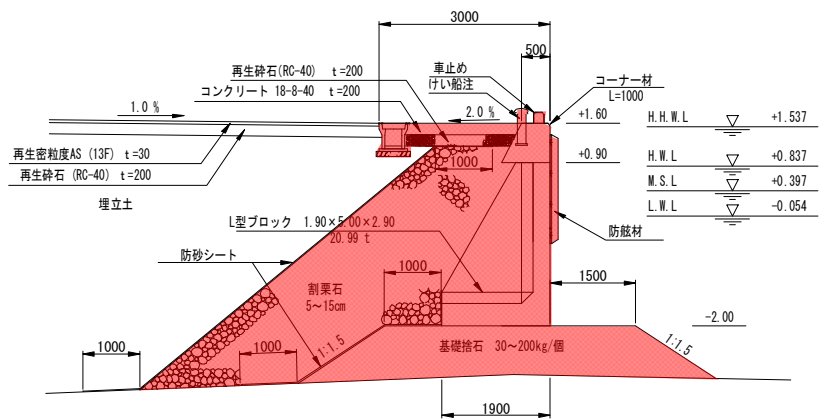 3000
500
再生砕石(RC-40) t=200
コンクリート 18-8-40 t=200
車止め
けい船注
コーナー材
L=1000
1.0 %
2.0 %
+1.60
H.H.W.L +1.537
再生密粒度AS (13F) t=30
再生砕石 (RC-40) t=200
埋立土
1000
+0.90
H.W.L +0.837
M.S.L +0.397
L.W.L -0.054
L型ブロック 1.90×5.00×2.90
20.99 t
防舷材
防砂シート
1000
1500
割栗石
5~15cm
-2.00
1:1.5
基礎捨石 30~200kg/個
1:1.5
1000
1000
1900